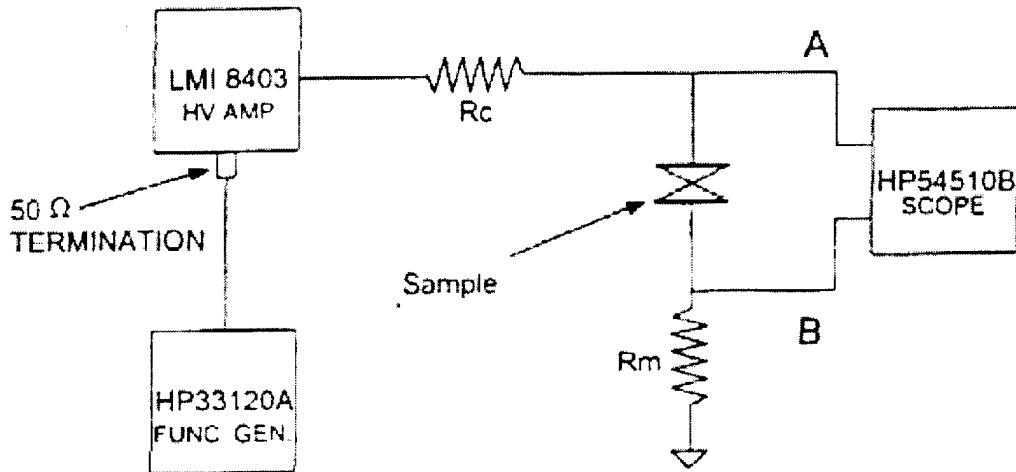 A
LMI 8403
HV AMP
Rc
HP54510B
SCOPE
50 Ω
TERMINATION
Sample
B
Rm
HP33120A
FUNC GEN.